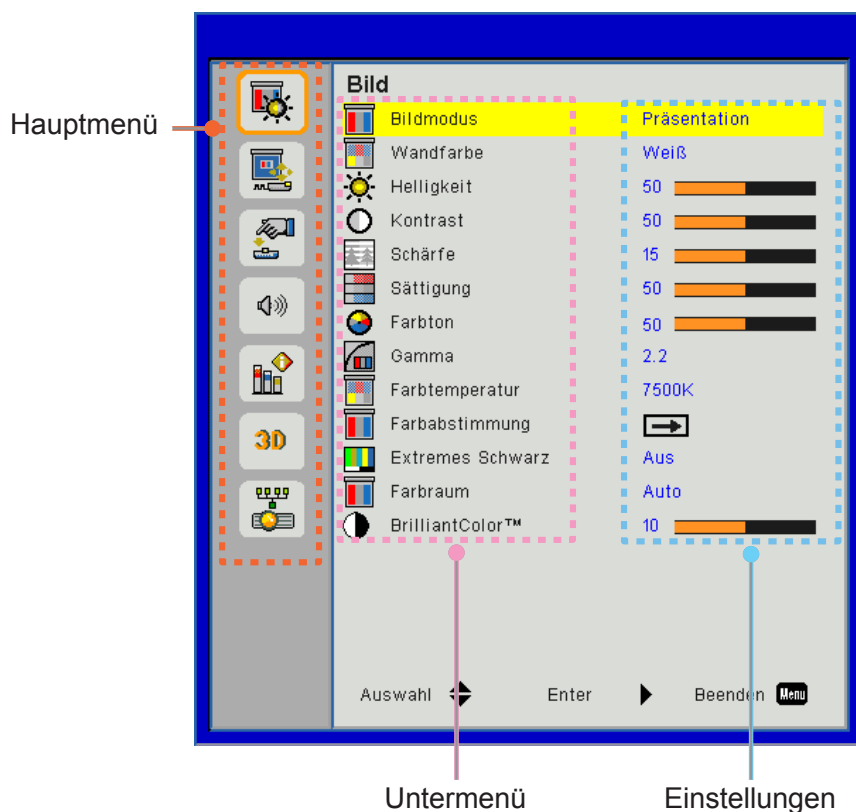 Hauptmenü
Bild
Bildmodus Präsentation
Wandfarbe Weiß
Helligkeit 50
Kontrast 50
Schärfe 15
Sättigung 50
Farbton 50
Gamma 2.2
Farbtemperatur 7500K
Farbabstimmung
Extremes Schwarz Aus
Farbraum Auto
BrilliantColor™ 10
3D
Auswahl Enter Beenden Menu
Untermenü Einstellungen